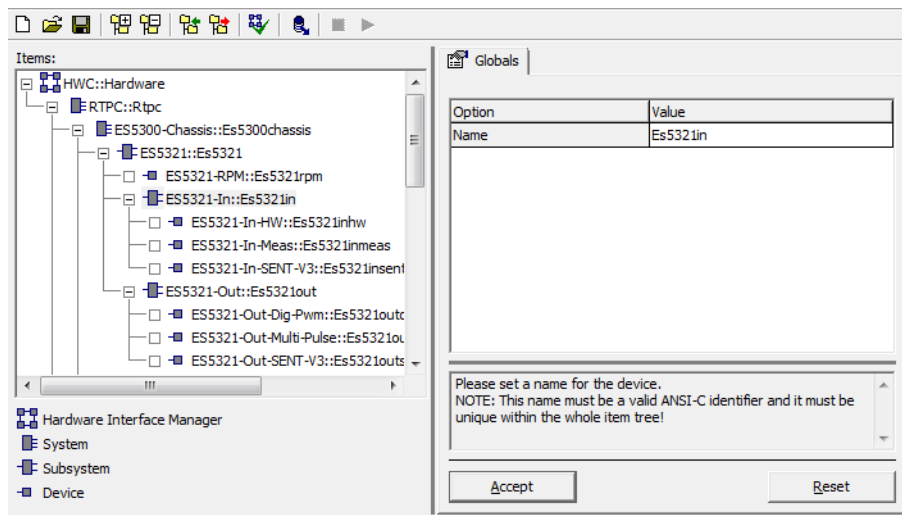 Items:
HWC::Hardware
RTPC::Rtpc
ES5300-Chassis::Es5300chassis
ES5321::Es5321
ES5321-RPM::Es5321rpm
ES5321-In::Es5321in
ES5321-In-HW::Es5321inhw
ES5321-In-Meas::Es5321inmeas
ES5321-In-SENT-V3::Es5321insent
ES5321-Out::Es5321out
ES5321-Out-Dig-Pwm::Es5321outd
ES5321-Out-Multi-Pulse::Es5321ou
ES5321-Out-SENT-V3::Es5321outs
Hardware Interface Manager
System
Subsystem
Device
Globals
Option Value
Name Es5321in
Please set a name for the device.
NOTE: This name must be a valid ANSI-C identifier and it must be
unique within the whole item tree!
Accept Reset